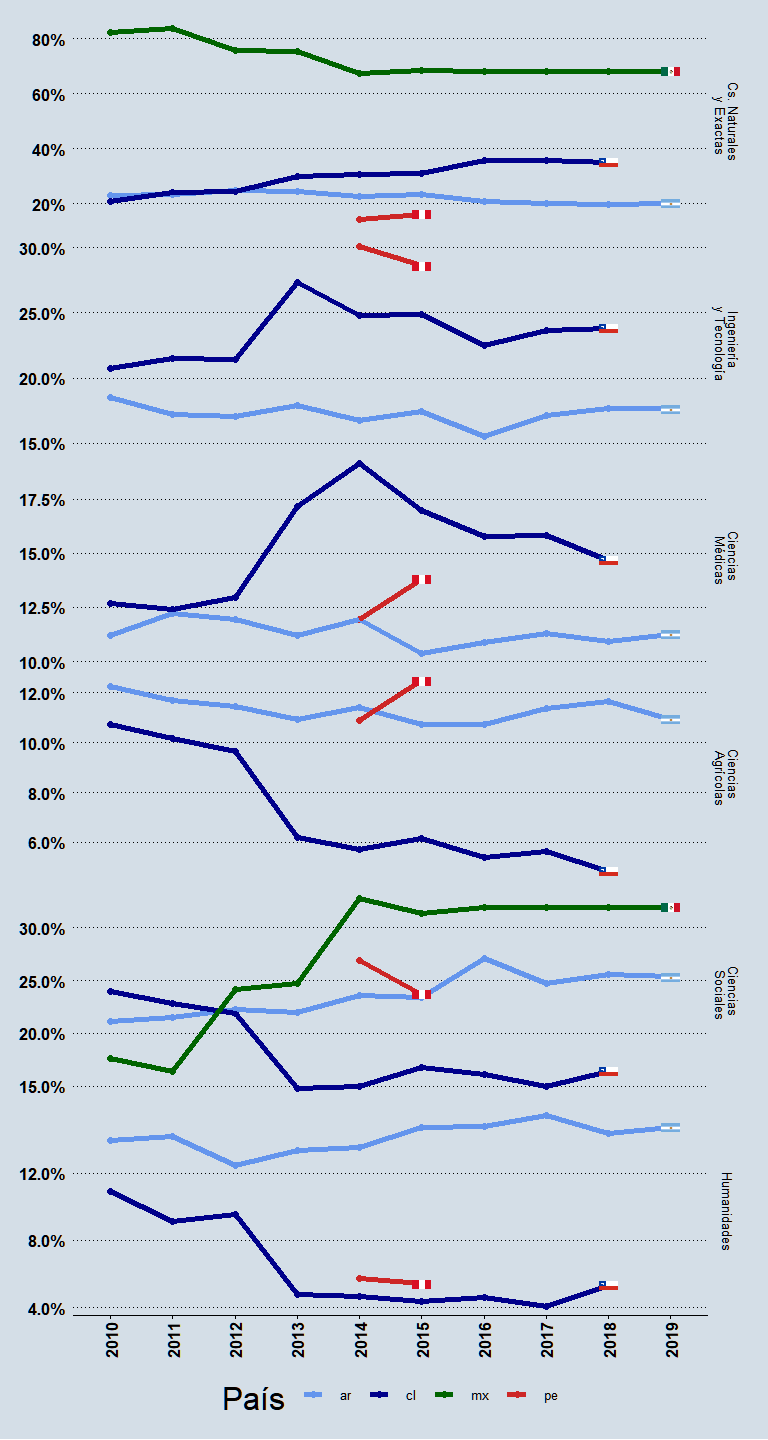 80%
60%
40%
20%
Cs. Naturales
y Exactas
30.0%
25.0%
20.0%
15.0%
Ingeniería
y Tecnología
17.5%
15.0%
12.5%
10.0%
Ciencias
Médicas
12.0%
10.0%
8.0%
6.0%
Ciencias
Agrícolas
30.0%
25.0%
20.0%
15.0%
Ciencias
Sociales
12.0%
8.0%
4.0%
Humanidades
2010 2011 2012 2013 2014 2015 2016 2017 2018 2019
País ar cl mx pe